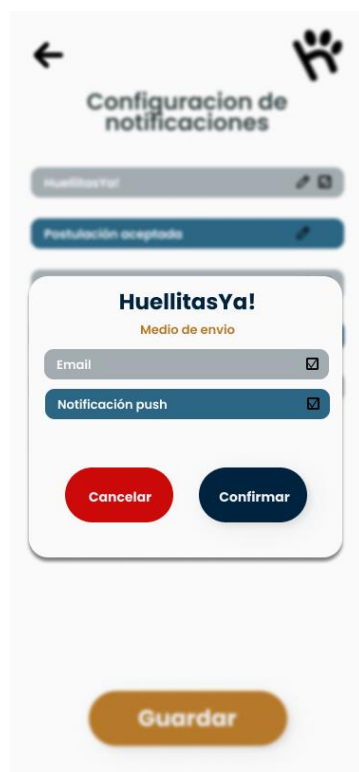 Configuracion de
notificaciones
HuellitasYa!
Postulación aceptada
HuellitasYa!
Medio de envio
Email
Notificación push
Cancelar
Confirmar
Guardar